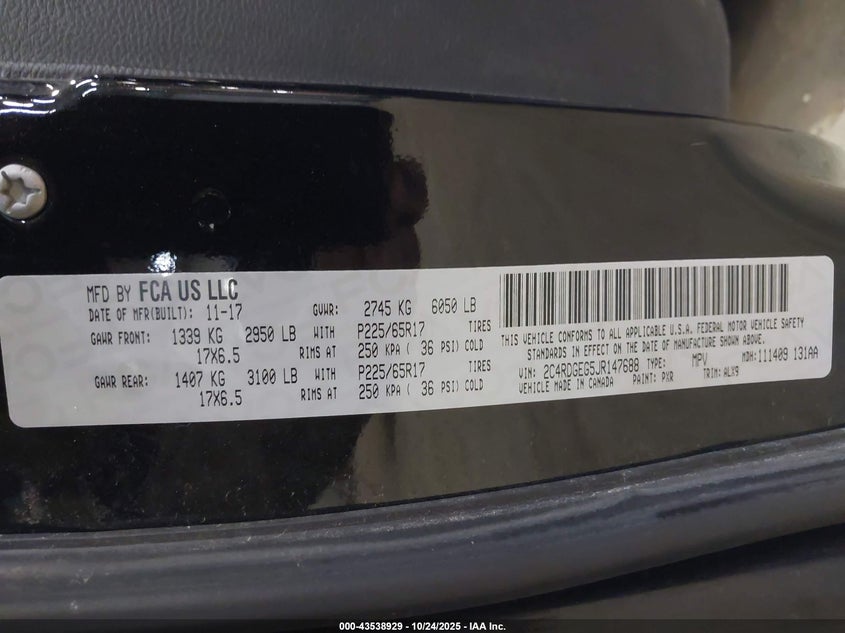 MFD BY FCA US LLC
DATE OF MFR(BUILT): 11-17 GVWR: 2745 KG 6050 LB
GAWR FRONT: 1339 KG 2950 LB WITH P225/65R17 TIRES
17X6.5 RIMS AT 250 KPA ( 36 PSI) COLD
GAWR REAR: 1407 KG 3100 LB WITH P225/65R17 TIRES
17X6.5 RIMS AT 250 KPA ( 36 PSI) COLD
THIS VEHICLE CONFORMS TO ALL APPLICABLE U.S.A. FEDERAL MOTOR VEHICLE SAFETY
STANDARDS IN EFFECT ON THE DATE OF MANUFACTURE SHOWN ABOVE.
VIN: 2C4RDGEG5JR147688 TYPE: MPV MDH: 111409 131AA
VEHICLE MADE IN CANADA PAINT: PXR TRIM: ALX9
000-43538929 - 10/24/2025 - IAA Inc.